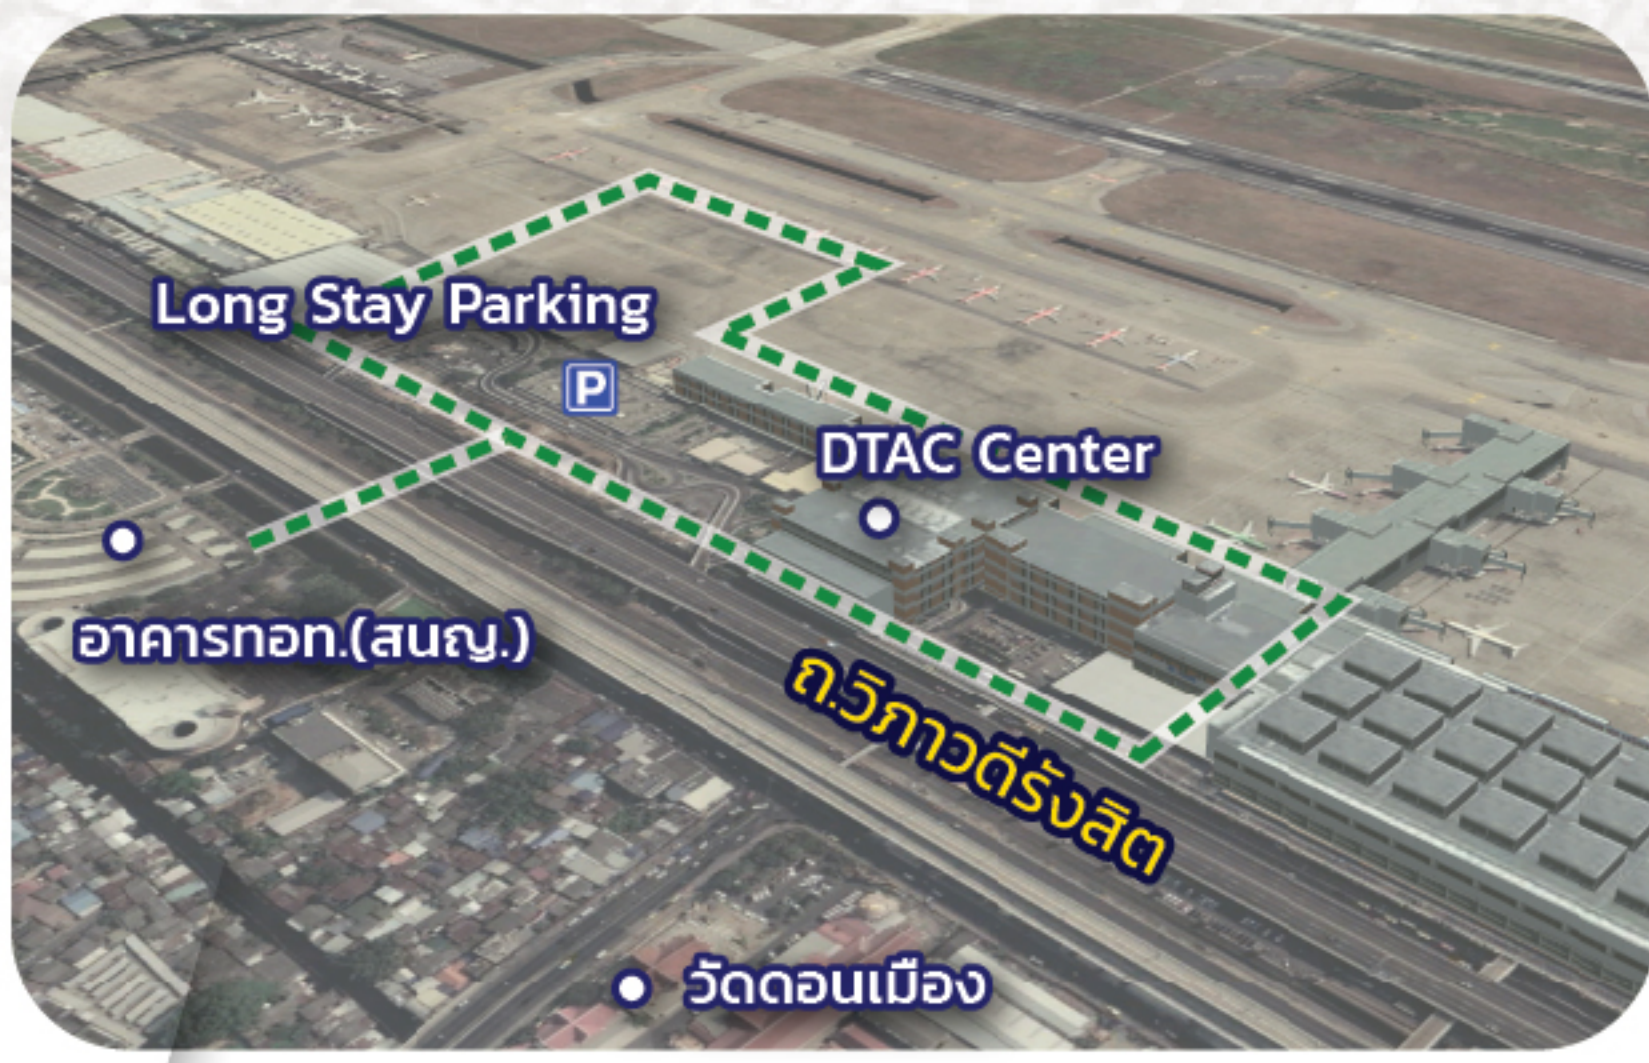 Long Stay Parking
P
DTAC Center
อาคารทอท.(สนญ.)
ถ.วิภาวดีรังสิต
วัดดอนเมือง